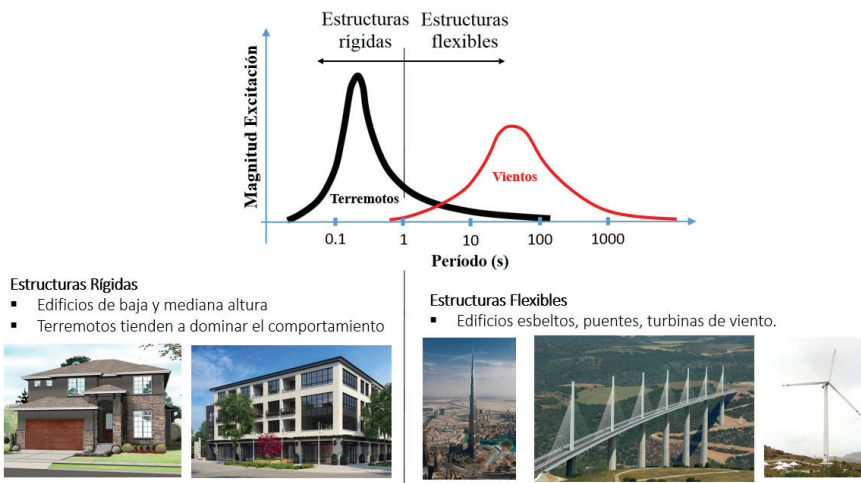 Estructuras
rígidas
Estructuras
flexibles
Magnitud Excitación
Terremotos
Vientos
0.1
1
10
100
1000
Período (s)
Estructuras Rígidas
▪ Edificios de baja y mediana altura
▪ Terremotos tienden a dominar el comportamiento
Estructuras Flexibles
▪ Edificios esbeltos, puentes, turbinas de viento.